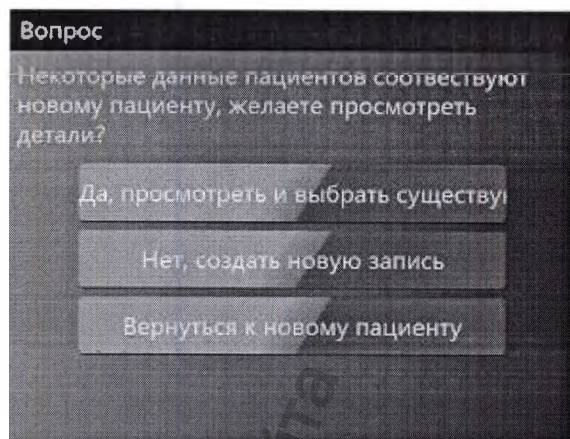 Вопрос
Некоторые данные пациентов соотвествуют
новому пациенту, желаете просмотреть
детали?
Да, просмотреть и выбрать существу
Нет, создать новую запись
Вернуться к новому пациенту